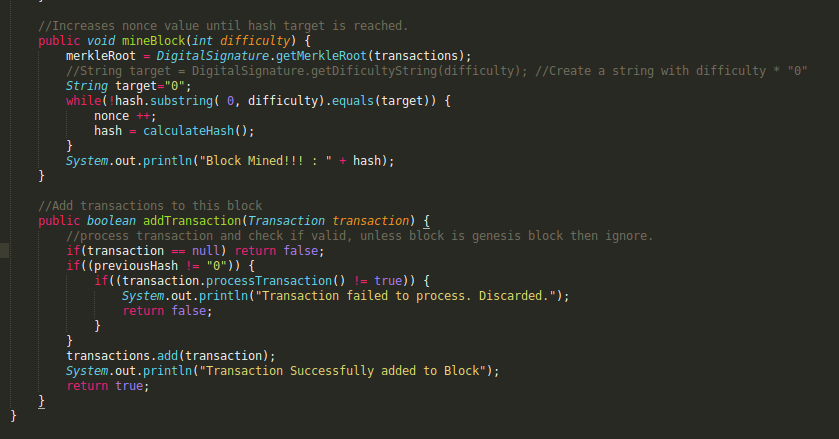 //Increases nonce value until hash target is reached.
public void mineBlock(int difficulty) {
merkleRoot = DigitalSignature.getMerkleRoot(transactions);
//String target = DigitalSignature.getDificultyString(difficulty); //Create a string with difficulty * "0"
String target="0";
while(!hash.substring( 0, difficulty).equals(target)) {
nonce ++;
hash = calculateHash();
}
System.out.println("Block Mined!!! : " + hash);
}
//Add transactions to this block
public boolean addTransaction(Transaction transaction) {
//process transaction and check if valid, unless block is genesis block then ignore.
if(transaction == null) return false;
if((previousHash != "0")) {
if((transaction.processTransaction() != true)) {
System.out.println("Transaction failed to process. Discarded.");
return false;
}
}
transactions.add(transaction);
System.out.println("Transaction Successfully added to Block");
return true;
}
}